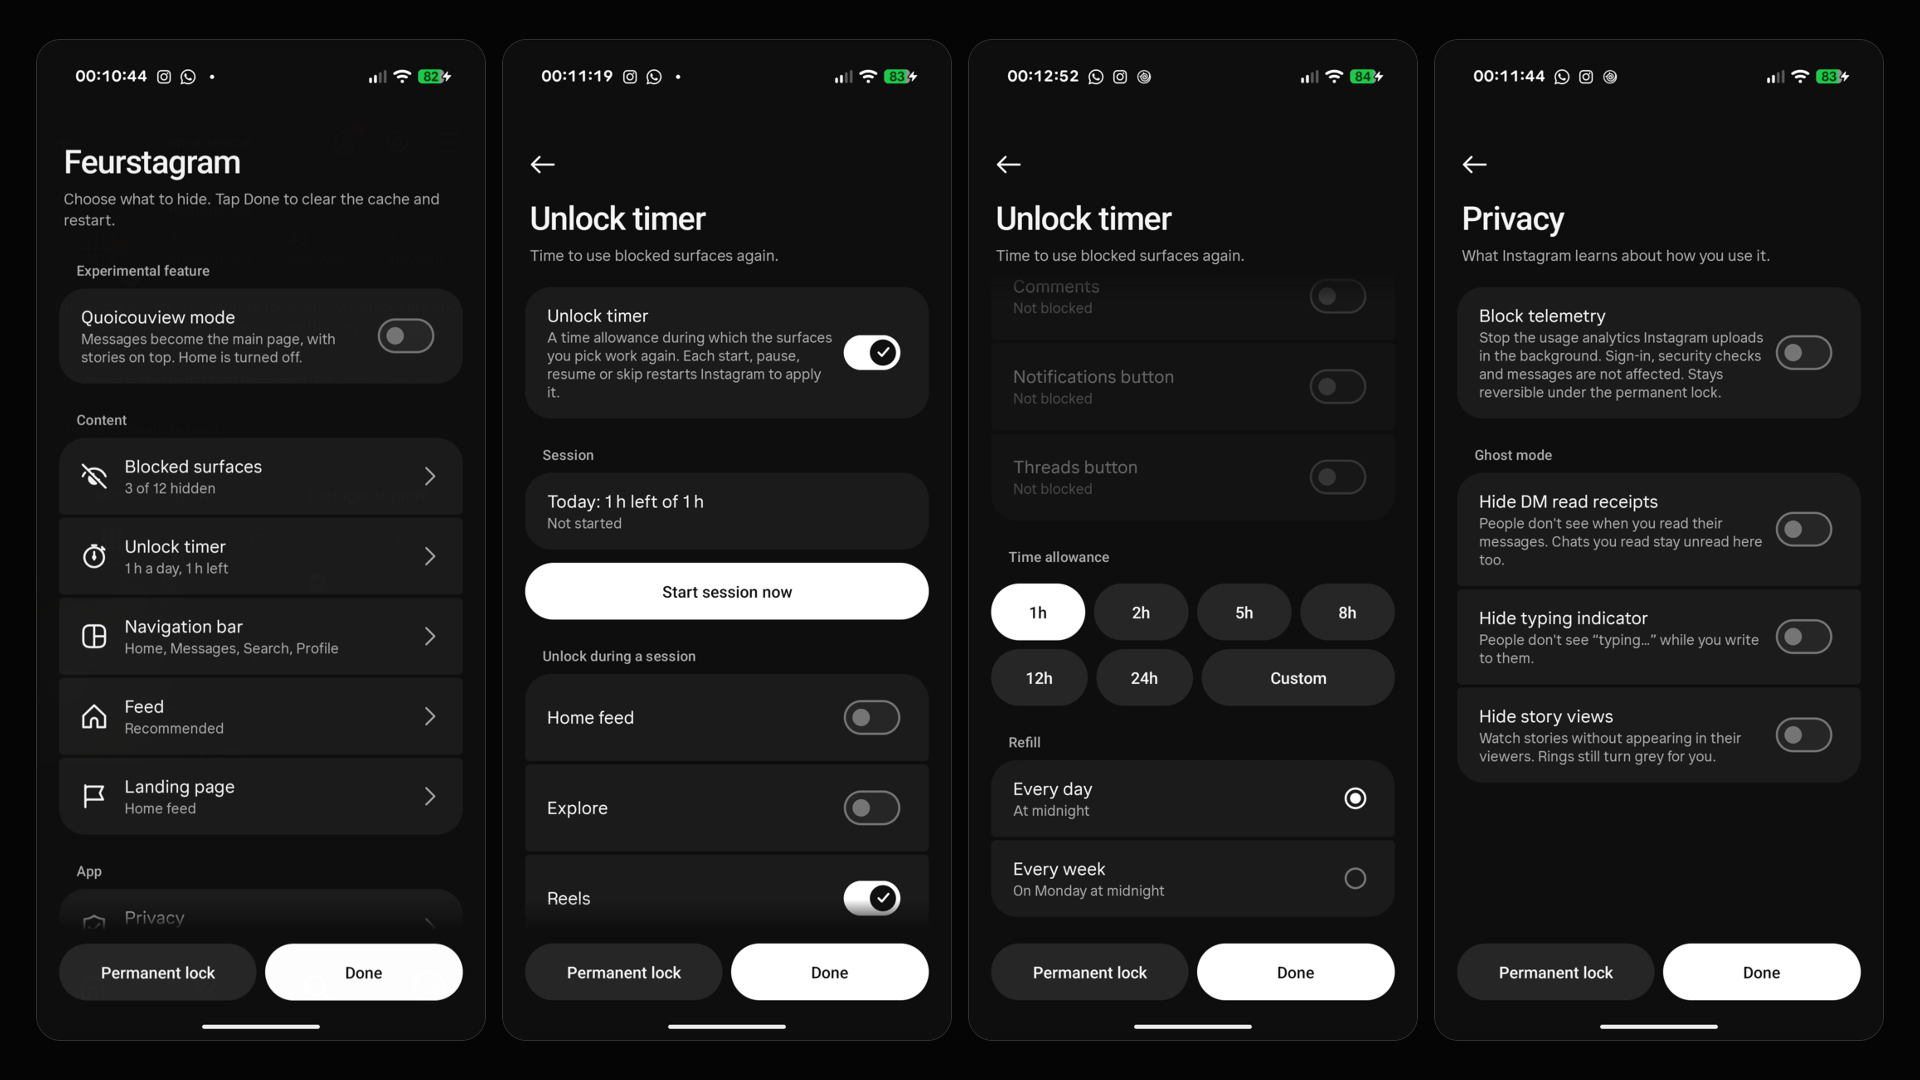 00:10:44
82
Feurstagram
Choose what to hide. Tap Done to clear the cache and
restart.
Experimental feature
Quoicouview mode
Messages become the main page, with
stories on top. Home is turned off.
Content
Blocked surfaces
3 of 12 hidden
Unlock timer
1 h a day, 1 h left
Navigation bar
Home, Messages, Search, Profile
Feed
Recommended
Landing page
Home feed
App
Privacy
Permanent lock
Done
00:11:19
83
Unlock timer
Time to use blocked surfaces again.
Unlock timer
A time allowance during which the surfaces
you pick work again. Each start, pause,
resume or skip restarts Instagram to apply
it.
Session
Today: 1 h left of 1 h
Not started
Start session now
Unlock during a session
Home feed
Explore
Reels
Permanent lock
Done
00:12:52
84
Unlock timer
Time to use blocked surfaces again.
Comments
Not blocked
Notifications button
Not blocked
Threads button
Not blocked
Time allowance
1h
2h
5h
8h
12h
24h
Custom
Refill
Every day
At midnight
Every week
On Monday at midnight
Permanent lock
Done
00:11:44
83
Privacy
What Instagram learns about how you use it.
Block telemetry
Stop the usage analytics Instagram uploads
in the background. Sign-in, security checks
and messages are not affected. Stays
reversible under the permanent lock.
Ghost mode
Hide DM read receipts
People don't see when you read their
messages. Chats you read stay unread here
too.
Hide typing indicator
People don't see “typing…” while you write
to them.
Hide story views
Watch stories without appearing in their
viewers. Rings still turn grey for you.
Permanent lock
Done